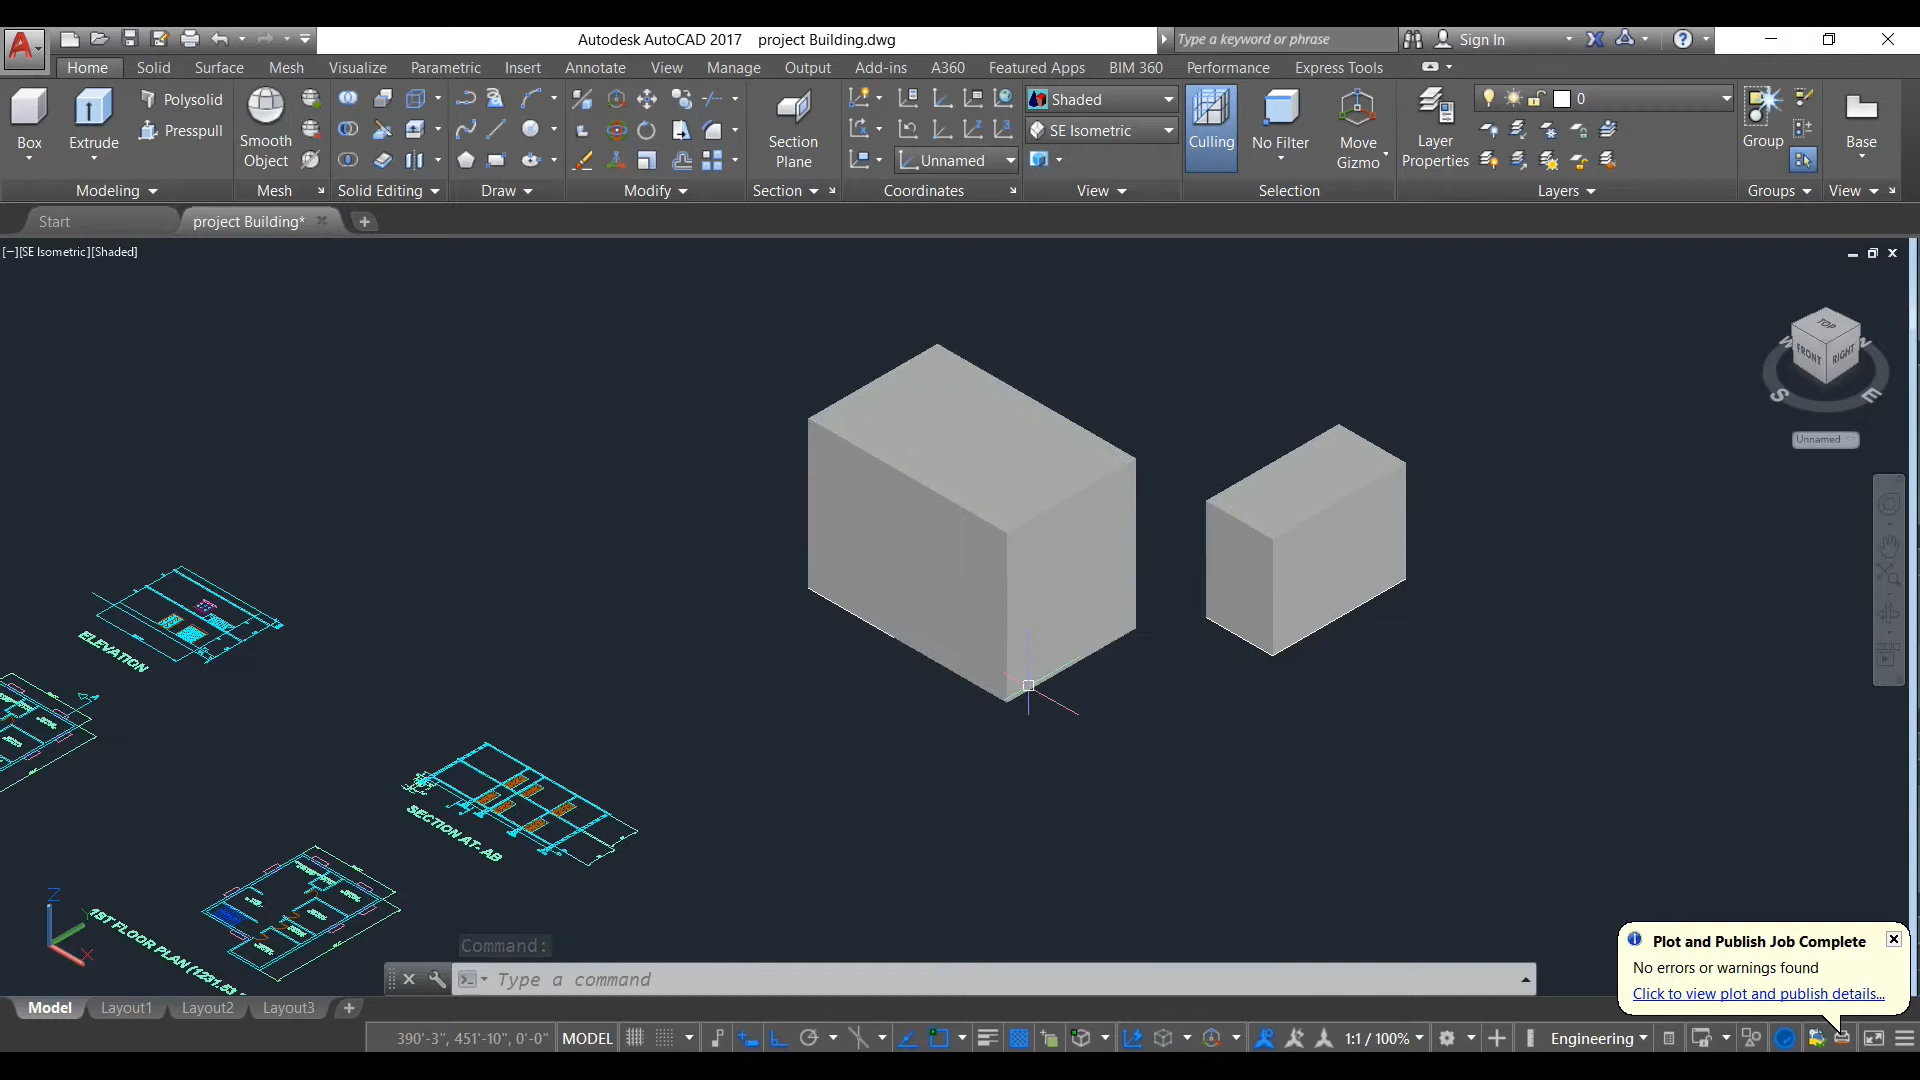 Autodesk AutoCAD 2017 project Building.dwg
Type a keyword or phrase
Sign In
Home Solid Surface Mesh Visualize Parametric Insert Annotate View Manage Output Add-ins A360 Featured Apps BIM 360 Performance Express Tools
Box
Extrude
Polysolid
Presspull
Smooth
Object
Section
Plane
Unnamed
Shaded
SE Isometric
Culling
No Filter
Move
Gizmo
Layer
Properties
0
Group
Base
Modeling Mesh Solid Editing Draw Modify Section Coordinates View Selection Layers Groups View
Start project Building*
[−][SE Isometric][Shaded]
TOP
FRONT RIGHT
S E
Unnamed
ELEVATION
A
SECTION AT- AB
1ST FLOOR PLAN (1231.53
Z
X
Command:
Type a command
Plot and Publish Job Complete
No errors or warnings found
Click to view plot and publish details...
Model Layout1 Layout2 Layout3
390'-3", 451'-10", 0'-0" MODEL 1:1 / 100% Engineering